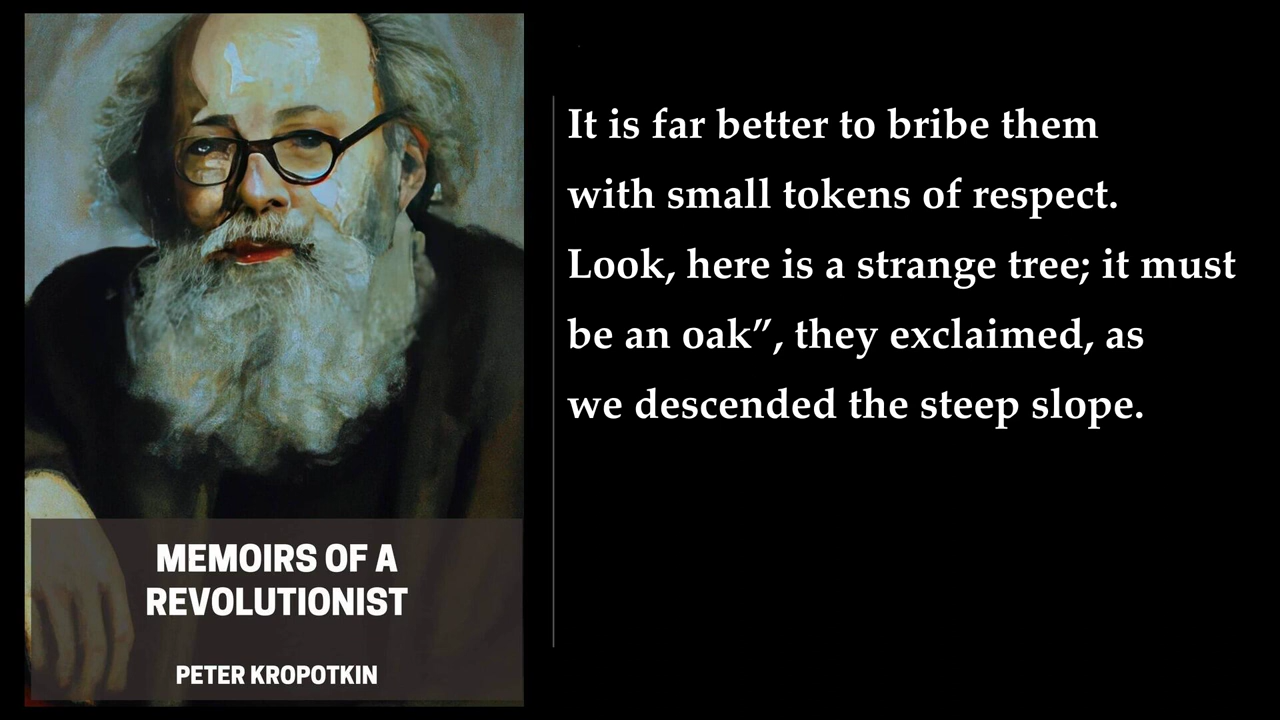 It is far better to bribe them
with small tokens of respect.
Look, here is a strange tree; it must
be an oak”, they exclaimed, as
we descended the steep slope.
MEMOIRS OF A
REVOLUTIONIST
PETER KROPOTKIN